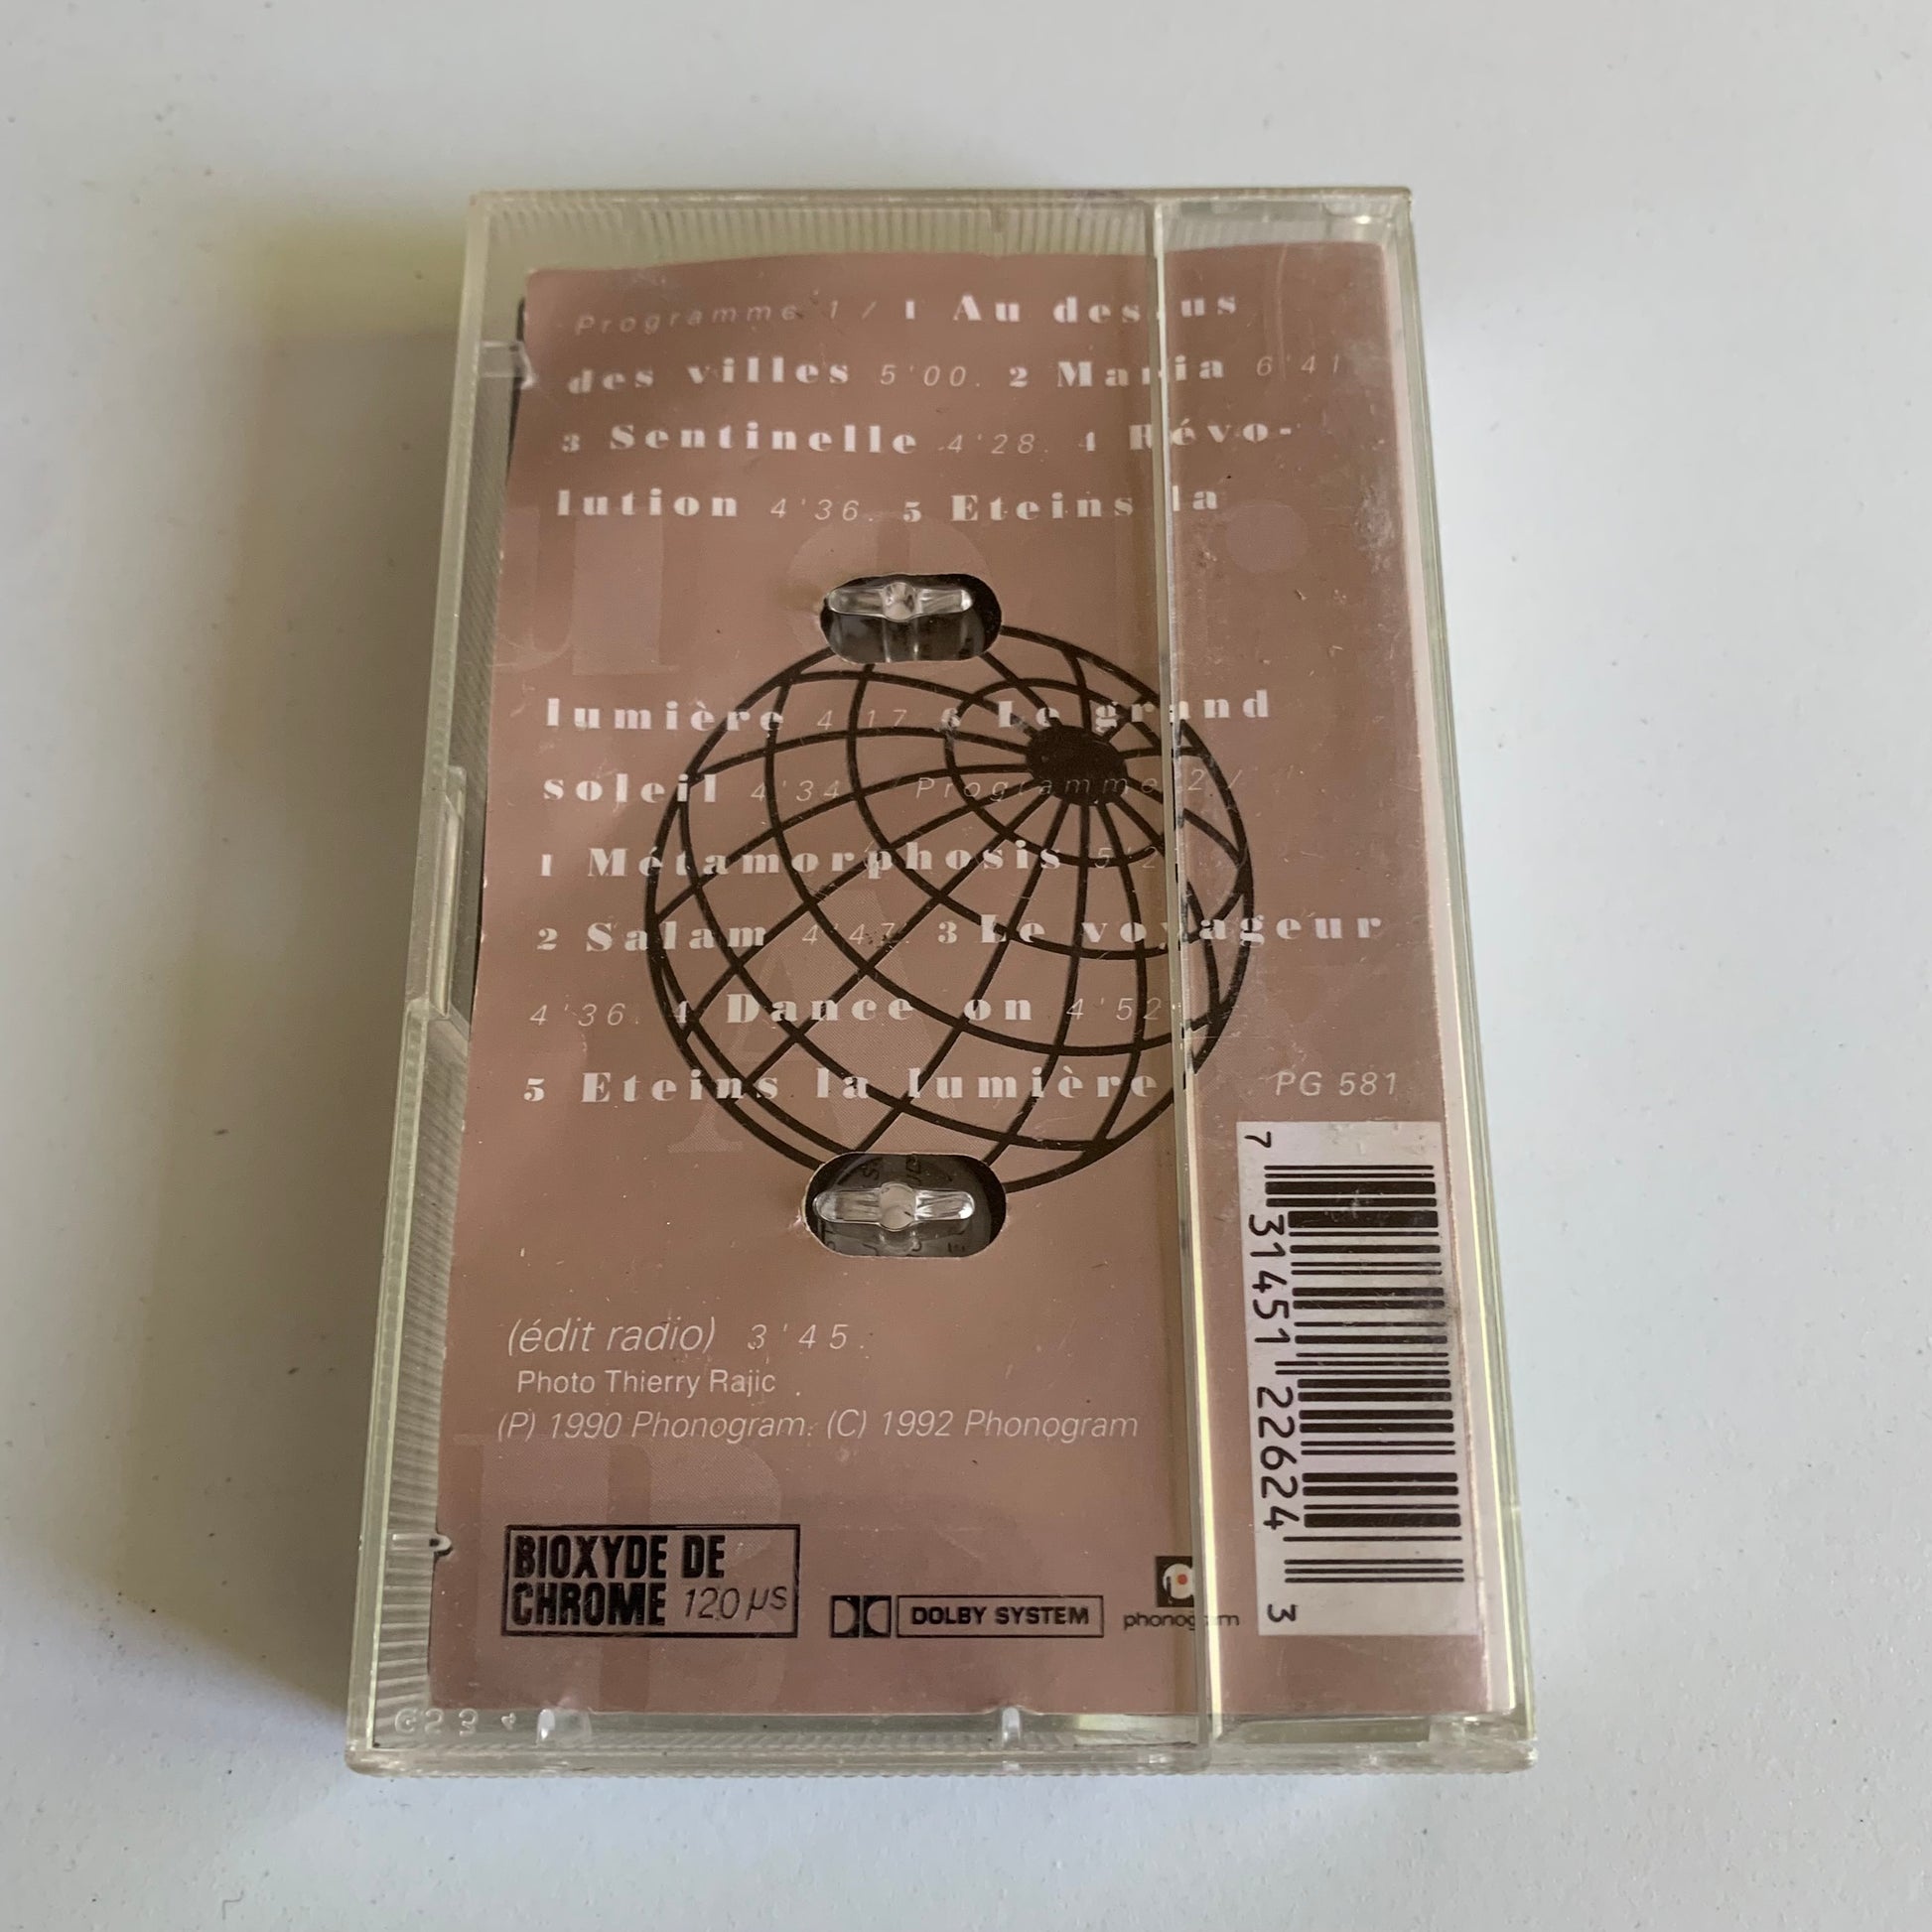 Programme 1 / 1 Au dessus
des villes 5'00. 2 Maria 6'41
3 Sentinelle 4'28. 4 Révo-
lution 4'36. 5 Eteins la
lumière 4'17 6 Le grand
soleil 4'34 / Programme 2 /
1 Métamorphosis
2 Salam 4'47. 3 Le voyageur
4'36. 4 Dance on 4'52
5 Eteins la lumière
PG 581
(édit radio) 3'45.
Photo Thierry Rajic.
(P) 1990 Phonogram. (C) 1992 Phonogram
BIOXYDE DE
CHROME 120 µs
DOLBY SYSTEM
phonogram
7 31451 22624 3